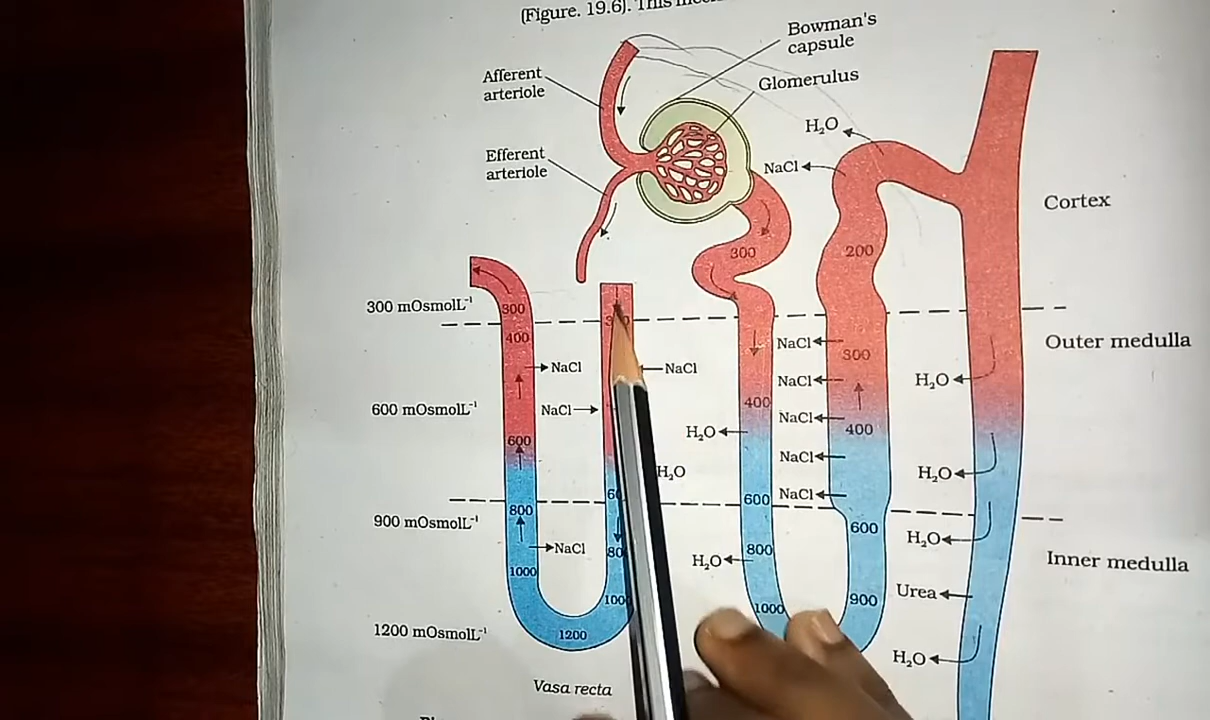 (Figure. 19.6). This
Bowman's
capsule
Afferent
arteriole
Glomerulus
H₂O
Efferent
arteriole
NaCl
Cortex
300
200
300 mOsmolL⁻¹
300
400
NaCl
Outer medulla
300
NaCl
NaCl
NaCl
H₂O
600 mOsmolL⁻¹
NaCl
400
NaCl
400
600
H₂O
NaCl
H₂O
H₂O
600
NaCl
900 mOsmolL⁻¹
800
600
H₂O
NaCl
800
H₂O
Inner medulla
1000
1000
900
Urea
1200 mOsmolL⁻¹
1200
H₂O
Vasa recta